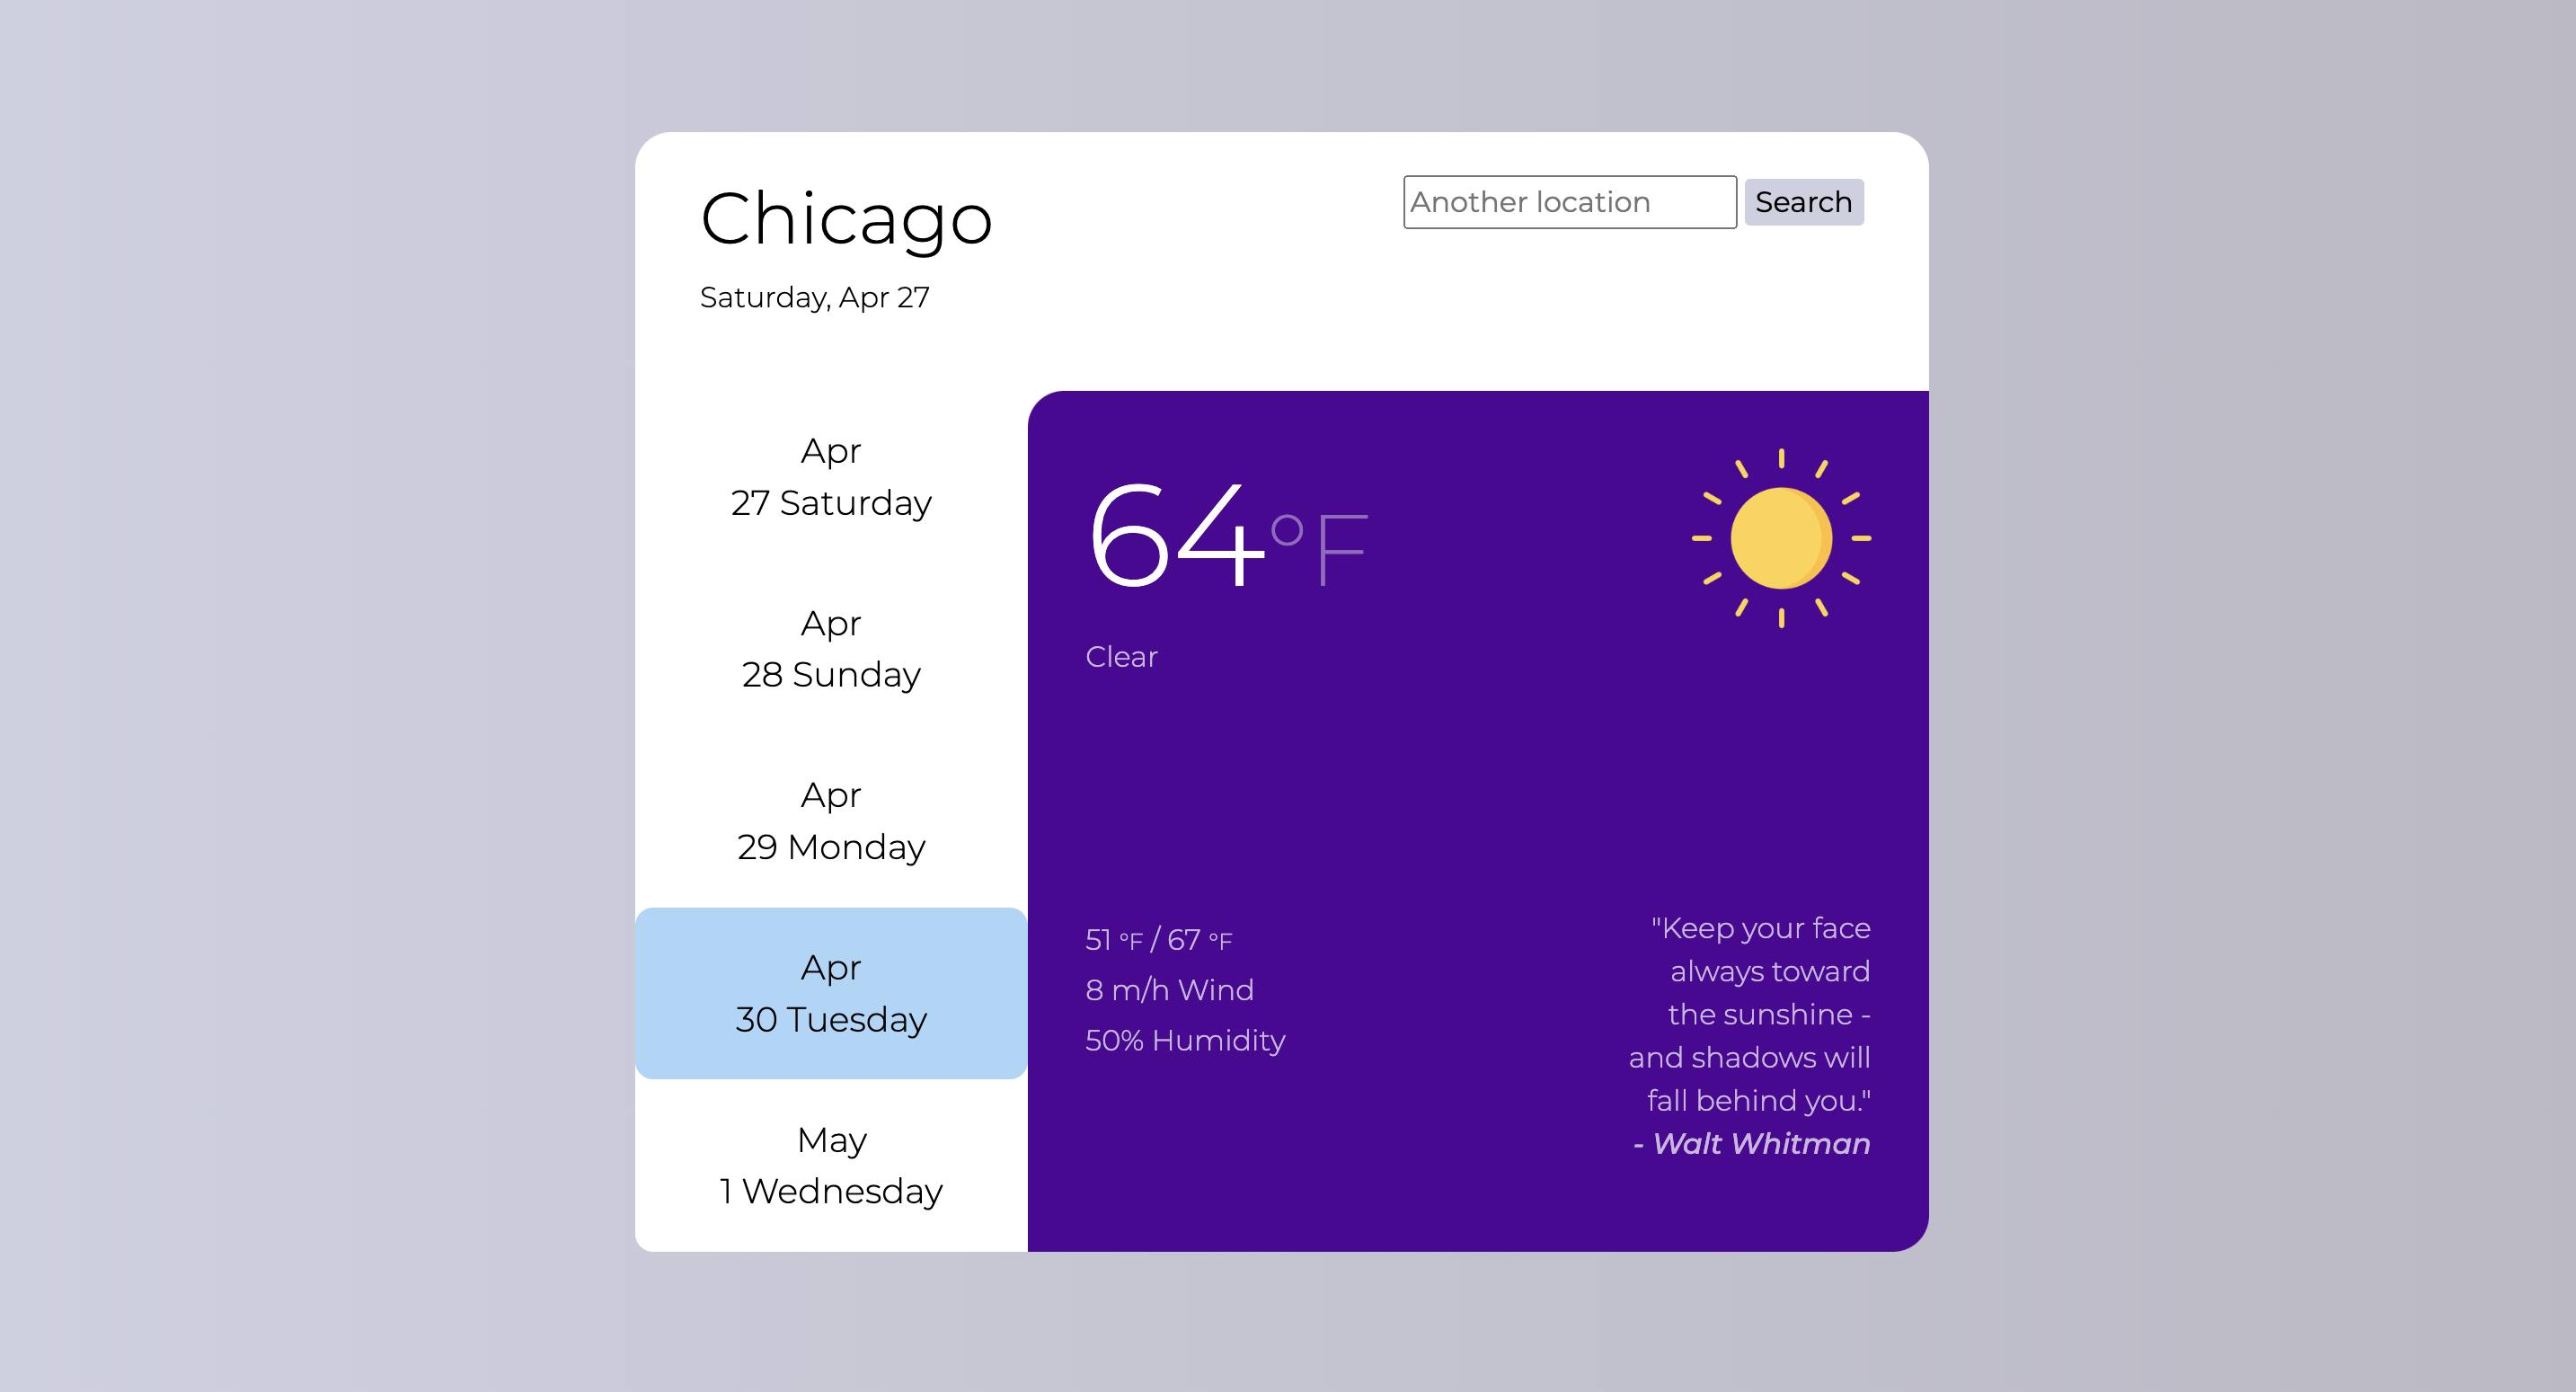 Chicago
Another location
Search
Saturday, Apr 27
Apr
27 Saturday
Apr
28 Sunday
Apr
29 Monday
Apr
30 Tuesday
May
1 Wednesday
64°F
Clear
51 °F / 67 °F
8 m/h Wind
50% Humidity
"Keep your face
always toward
the sunshine -
and shadows will
fall behind you."
- Walt Whitman